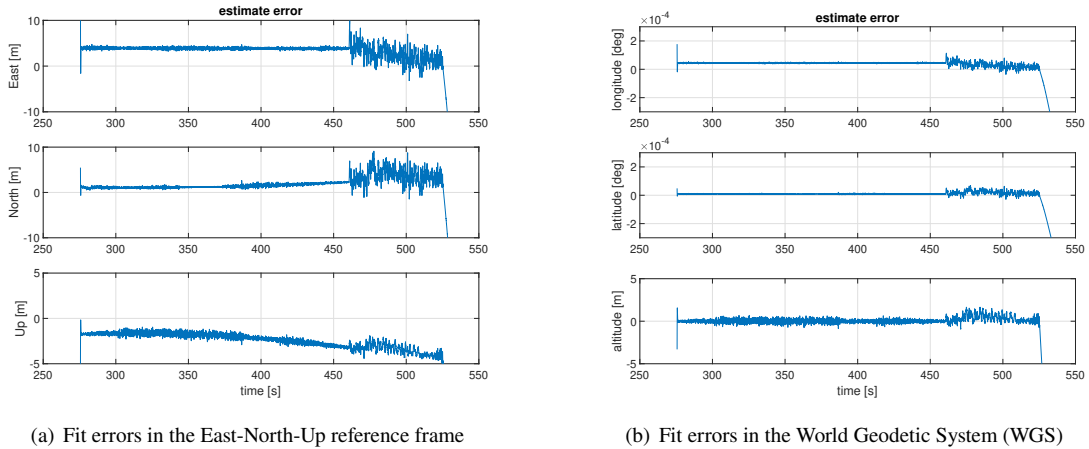 estimate error
10
0
-10
East [m]
250 300 350 400 450 500 550
10
0
-10
North [m]
250 300 350 400 450 500 550
5
0
-5
Up [m]
250 300 350 400 450 500 550
time [s]
(a) Fit errors in the East-North-Up reference frame
estimate error
×10⁻⁴
2
0
-2
longitude [deg]
250 300 350 400 450 500 550
×10⁻⁴
2
0
-2
latitude [deg]
250 300 350 400 450 500 550
5
0
-5
altitude [m]
250 300 350 400 450 500 550
time [s]
(b) Fit errors in the World Geodetic System (WGS)